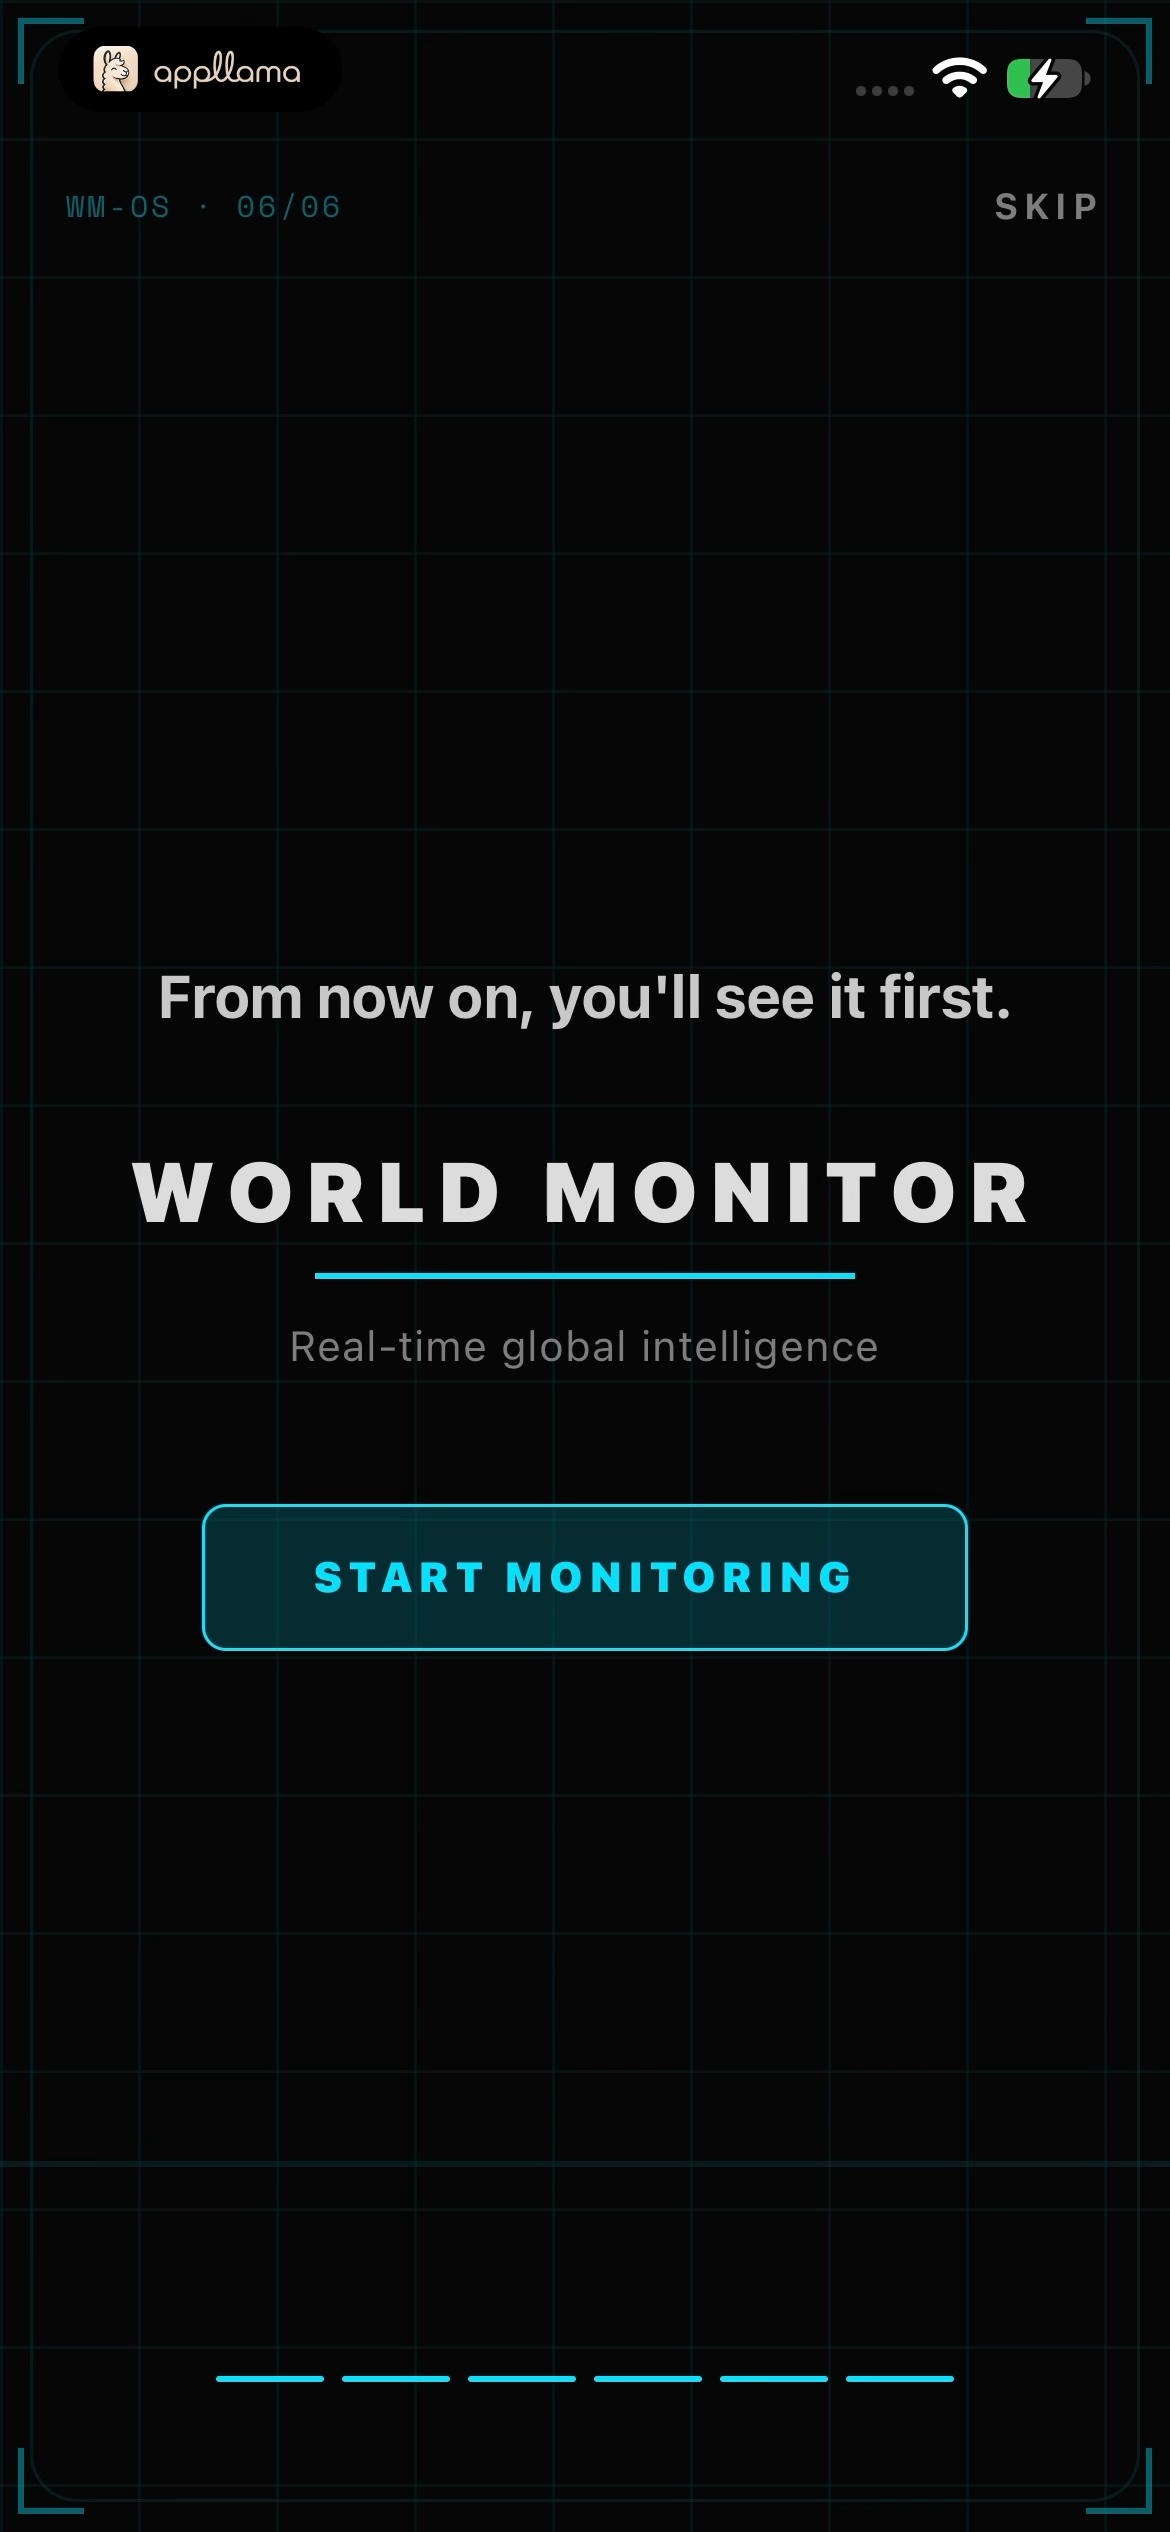 appllama
WM-OS · 06/06
SKIP
From now on, you'll see it first.
WORLD MONITOR
Real-time global intelligence
START MONITORING